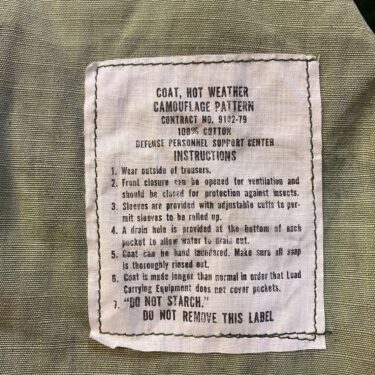 COAT, HOT WEATHER
CAMOUFLAGE PATTERN
CONTRACT NO. 9102-79
100% COTTON
DEFENSE PERSONNEL SUPPORT CENTER
INSTRUCTIONS
1. Wear outside of trousers.
2. Front closure can be opened for ventilation and
should be closed for protection against insects.
3. Sleeves are provided with adjustable cuffs to per-
mit sleeves to be rolled up.
4. A drain hole is provided at the bottom of each
pocket to allow water to drain out.
5. Coat can be hand laundered. Make sure all soap
is thoroughly rinsed out.
6. Coat is made longer than normal in order that Load
Carrying Equipment does not cover pockets.
7. "DO NOT STARCH."
DO NOT REMOVE THIS LABEL